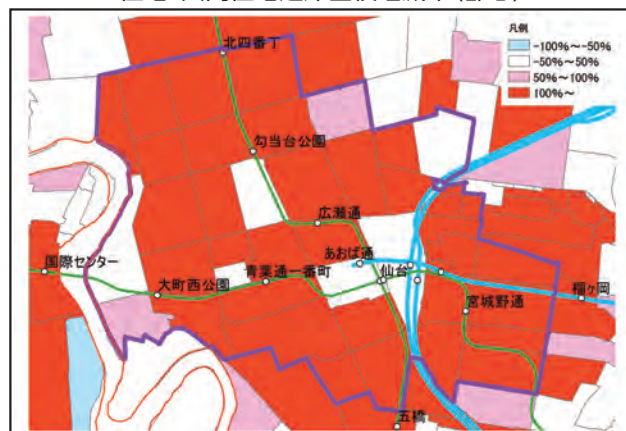 凡例
-100%~-50%
-50%~50%
50%~100%
100%~
北四番丁
勾当台公園
広瀬通
あおば通
仙台
国際センター
大町西公園
青葉通一番町
宮城野通
榴ヶ岡
五橋